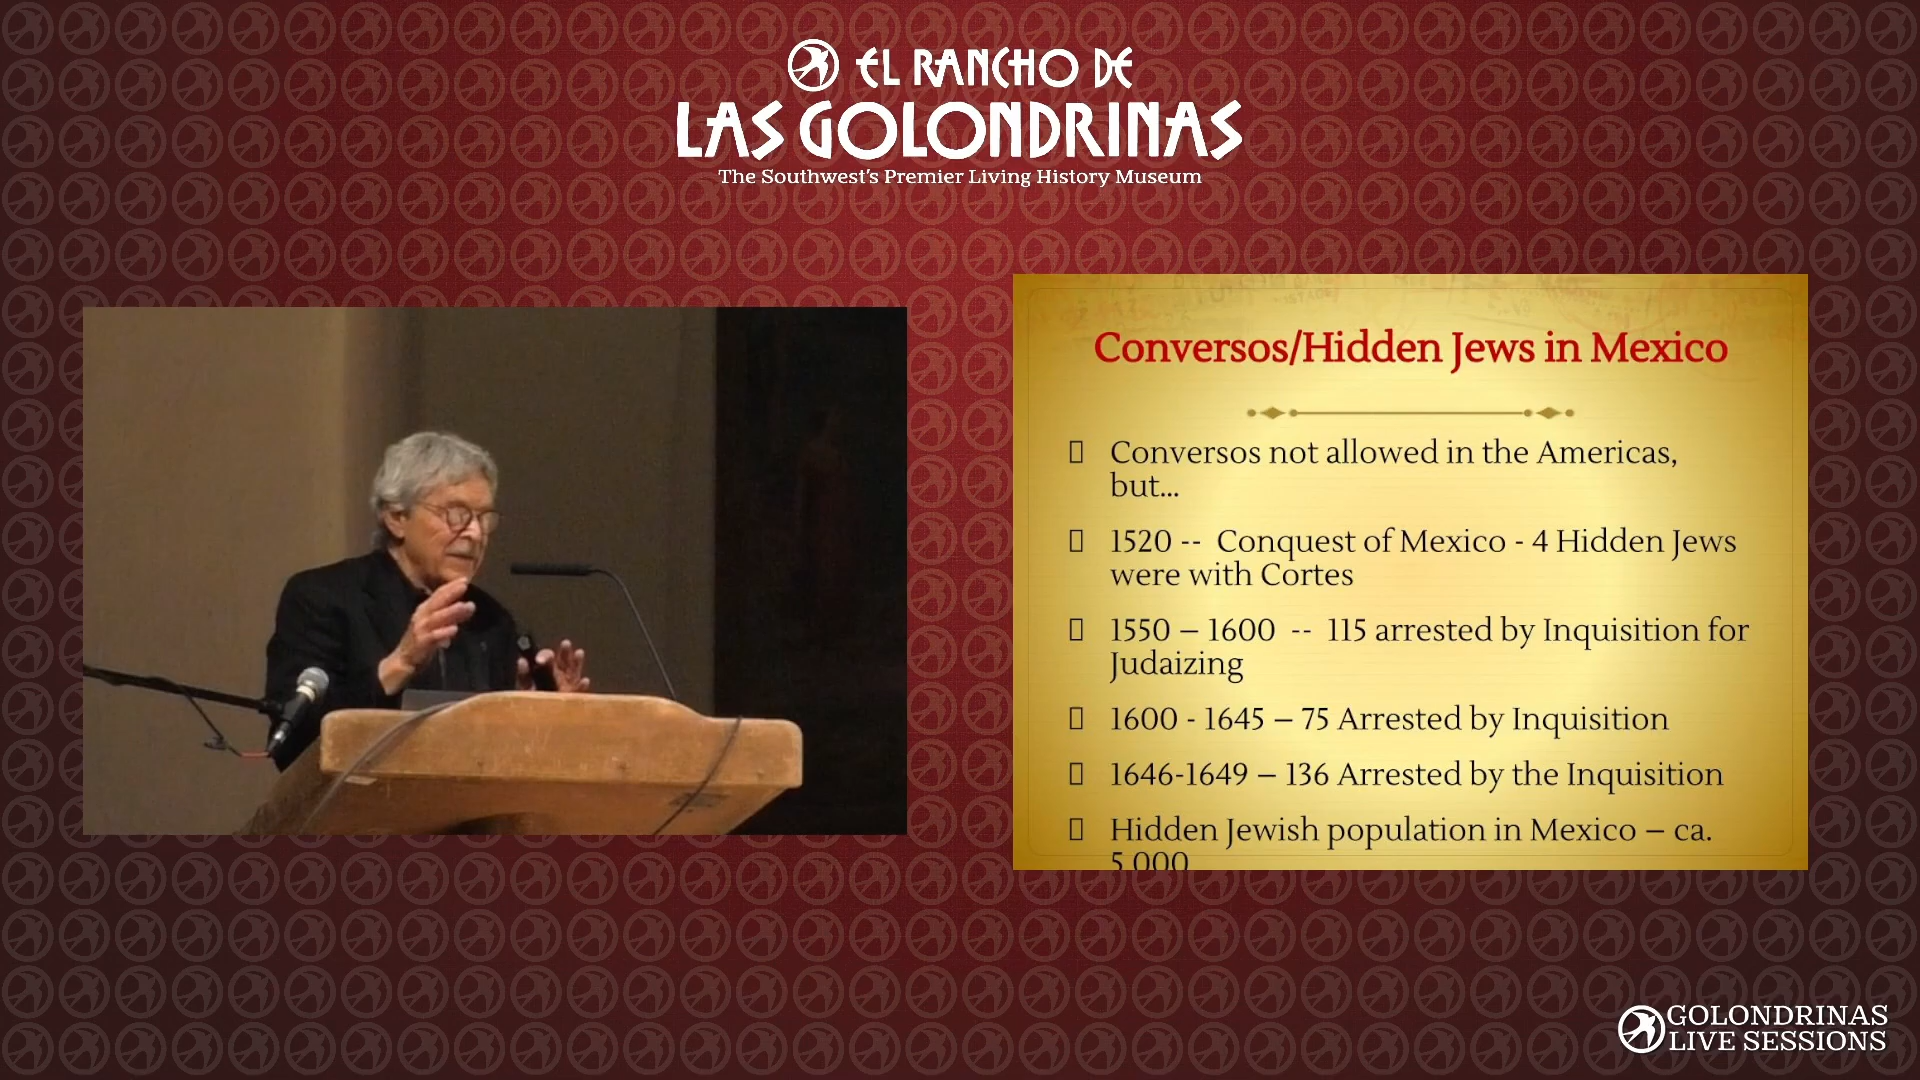 EL RANCHO DE
LAS GOLONDRINAS
The Southwest's Premier Living History Museum
Conversos/Hidden Jews in Mexico
Conversos not allowed in the Americas,
but...
1520 -- Conquest of Mexico - 4 Hidden Jews
were with Cortes
1550 – 1600 -- 115 arrested by Inquisition for
Judaizing
1600 - 1645 – 75 Arrested by Inquisition
1646-1649 – 136 Arrested by the Inquisition
Hidden Jewish population in Mexico – ca.
5,000
GOLONDRINAS
LIVE SESSIONS